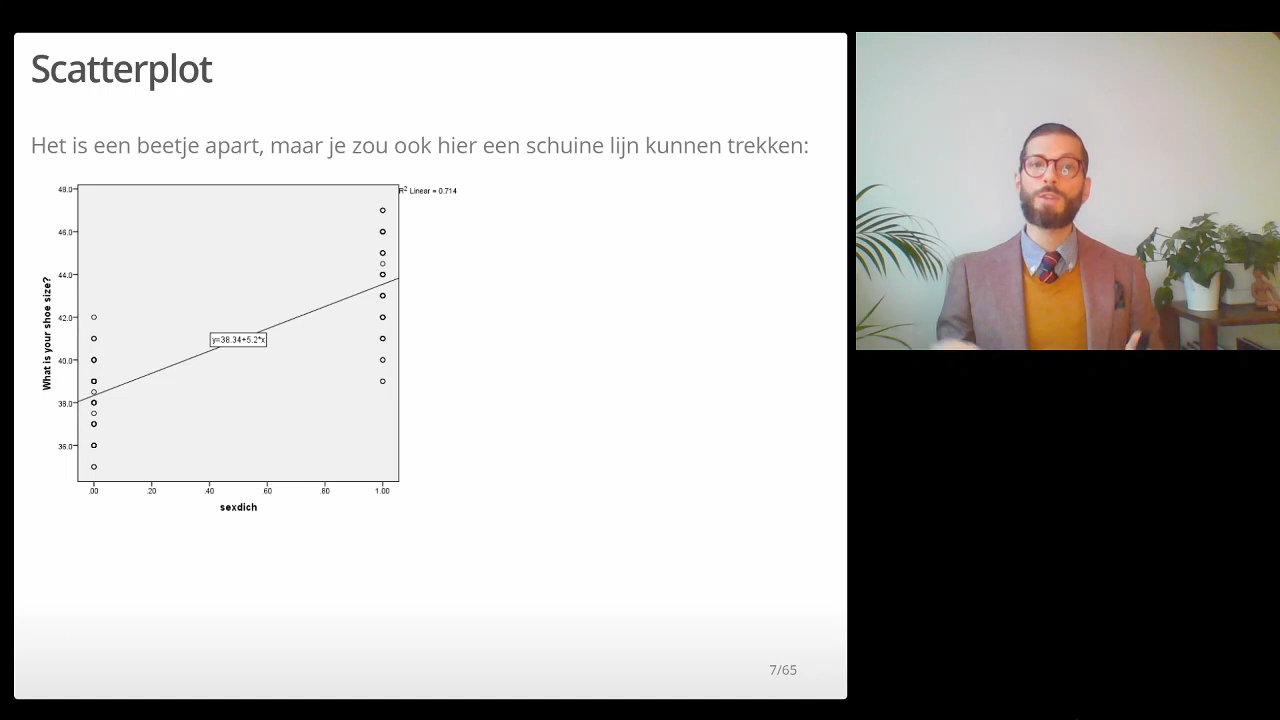 Scatterplot
Het is een beetje apart, maar je zou ook hier een schuine lijn kunnen trekken:
R² Linear = 0.714
48.0
46.0
44.0
42.0
40.0
38.0
36.0
What is your shoe size?
y=38.34+5.2*x
.00 .20 .40 .60 .80 1.00
sexdich
7/65